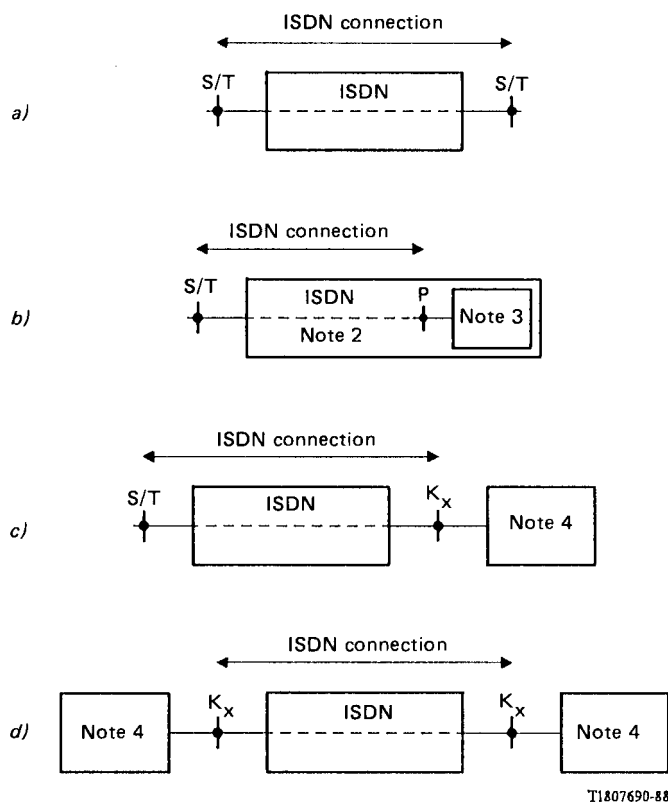 ISDN connection
S/T
ISDN
S/T
a)
ISDN connection
S/T
ISDN
P
b)
Note 2
Note 3
ISDN connection
S/T
ISDN
Kx
Note 4
c)
ISDN connection
Note 4
Kx
ISDN
Kx
Note 4
d)
T1807690-88